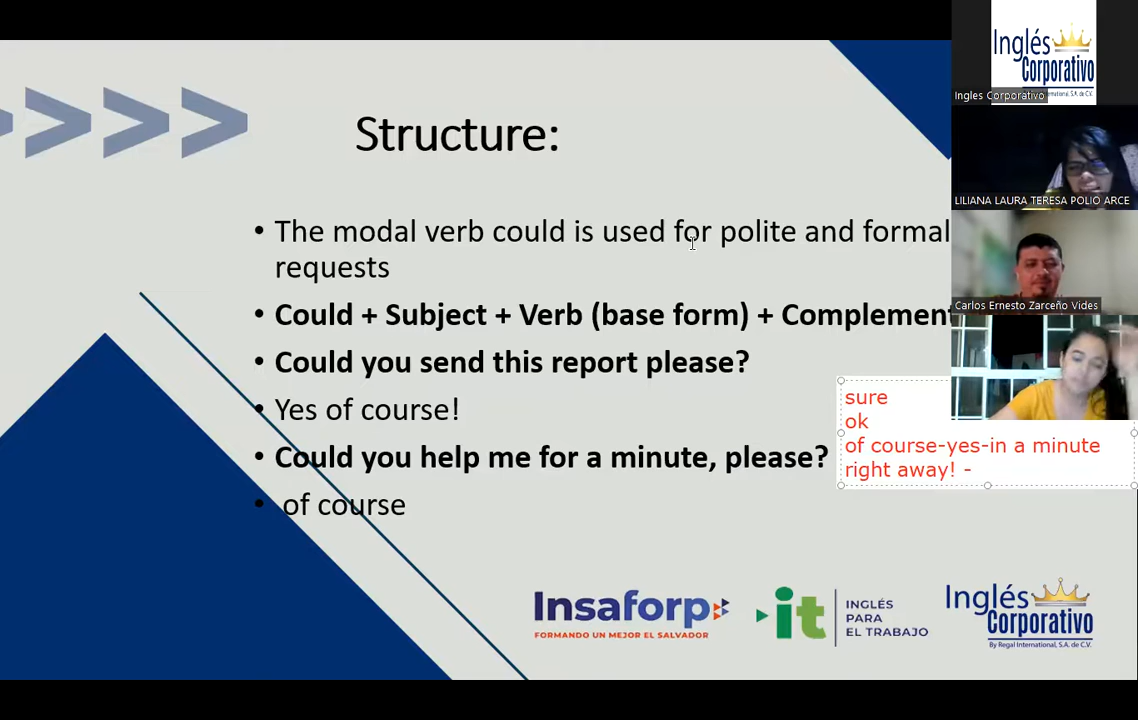 Structure:
The modal verb could is used for polite and formal
requests
Could + Subject + Verb (base form) + Complement
Could you send this report please?
Yes of course!
Could you help me for a minute, please?
of course
sure
ok
of course-yes-in a minute
right away! -
Insaforp
FORMANDO UN MEJOR EL SALVADOR
it
INGLÉS
PARA
EL TRABAJO
Inglés
Corporativo
By Regal International, S.A. de C.V.
Inglés
Corporativo
Ingles Corporativo
LILIANA LAURA TERESA POLIO ARCE
Carlos Ernesto Zarceño Vides